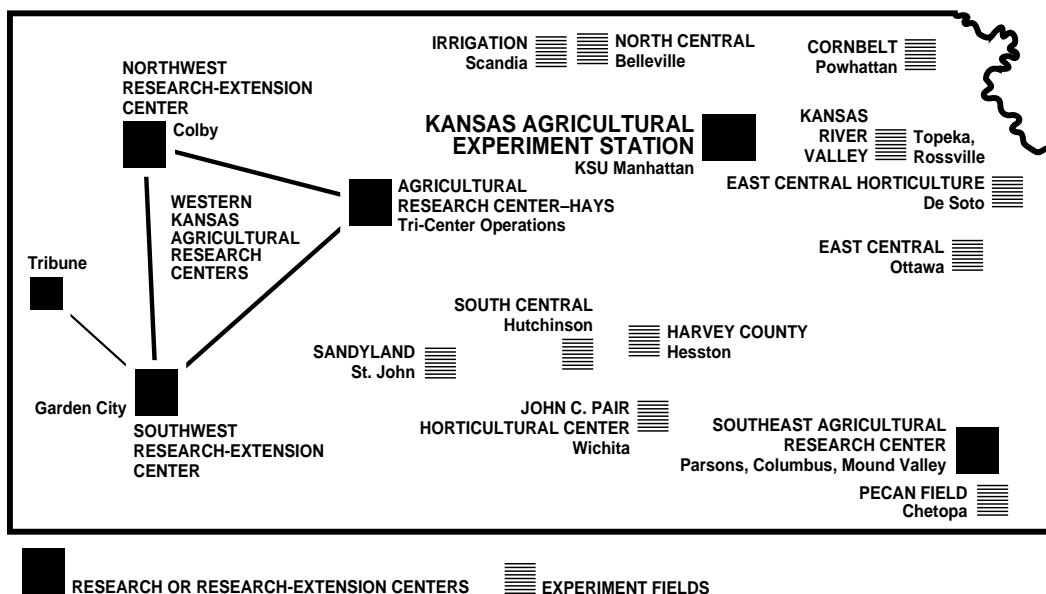 IRRIGATION
Scandia
NORTH CENTRAL
Belleville
CORNBELT
Powhattan
NORTHWEST
RESEARCH-EXTENSION
CENTER
Colby
KANSAS AGRICULTURAL
EXPERIMENT STATION
KSU Manhattan
KANSAS
RIVER
VALLEY
Topeka,
Rossville
EAST CENTRAL HORTICULTURE
De Soto
AGRICULTURAL
RESEARCH CENTER–HAYS
Tri-Center Operations
WESTERN
KANSAS
AGRICULTURAL
RESEARCH
CENTERS
EAST CENTRAL
Ottawa
Tribune
SOUTH CENTRAL
Hutchinson
HARVEY COUNTY
Hesston
SANDYLAND
St. John
Garden City
SOUTHWEST
RESEARCH-EXTENSION
CENTER
JOHN C. PAIR
HORTICULTURAL CENTER
Wichita
SOUTHEAST AGRICULTURAL
RESEARCH CENTER
Parsons, Columbus, Mound Valley
PECAN FIELD
Chetopa
RESEARCH OR RESEARCH-EXTENSION CENTERS
EXPERIMENT FIELDS